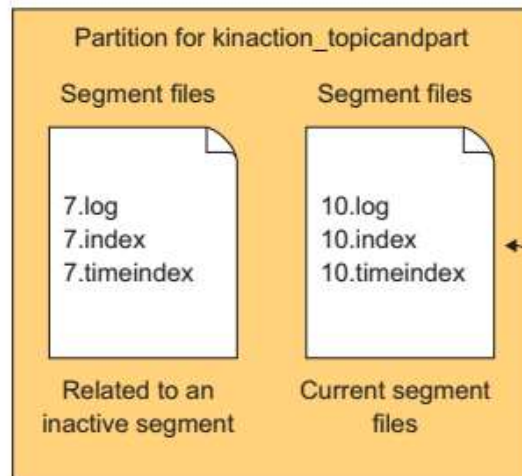 Partition for kinaction_topicandpart
Segment files
7.log
7.index
7.timeindex
Related to an
inactive segment
Segment files
10.log
10.index
10.timeindex
Current segment
files